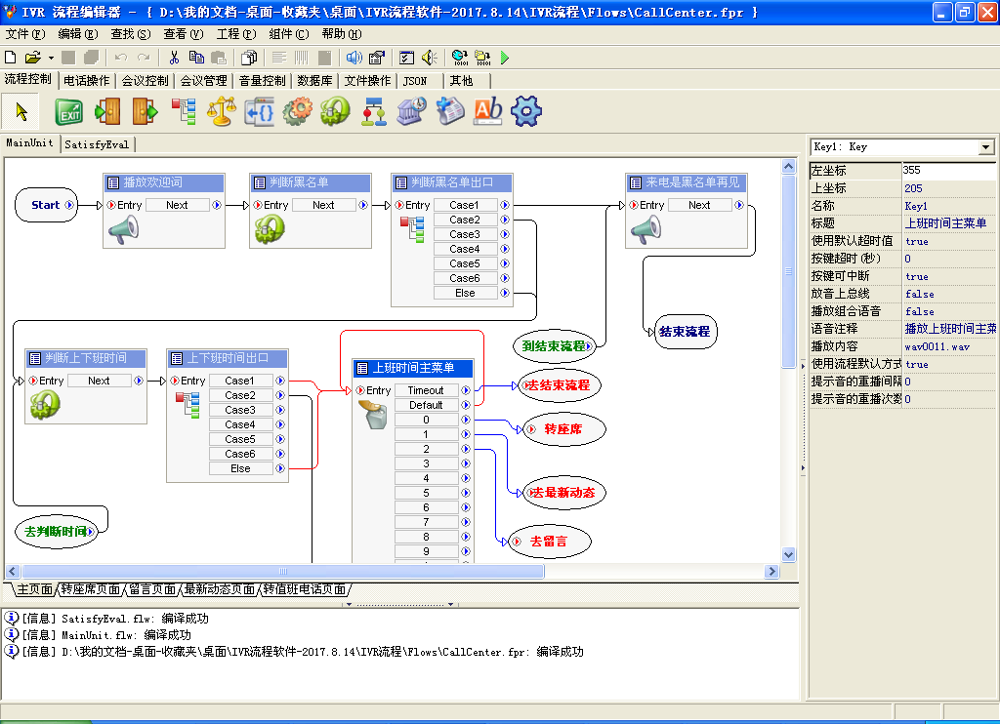 IVR 流程编辑器 - { D:\我的文档-桌面-收藏夹\桌面\IVR流程软件-2017.8.14\IVR流程\Flows\CallCenter.fpr }
文件(F) 编辑(E) 查找(S) 查看(V) 工程(P) 组件(C) 帮助(H)
流程控制 电话操作 会议控制 会议管理 音量控制 数据库 文件操作 JSON 其他
EXIT
Ab
MainUnit SatisfyEval
Key1: Key
左坐标 355
上坐标 205
名称 Key1
标题 上班时间主菜单
使用默认超时值 true
按键超时(秒) 0
按键可中断 true
放音上总线 false
播放组合语音 false
语音注释 播放上班时间主菜
播放内容 wav0011.wav
使用流程默认方式 true
提示音的重播间隔 0
提示音的重播次数 0
Start
播放欢迎词
Entry Next
判断黑名单
Entry Next
判断黑名单出口
Entry Case1
Case2
Case3
Case4
Case5
Case6
Else
来电是黑名单再见
Entry Next
结束流程
到结束流程
判断上下班时间
Entry Next
上下班时间出口
Entry Case1
Case2
Case3
Case4
Case5
Case6
Else
上班时间主菜单
Entry Timeout
Default
0
1
2
3
4
5
6
7
8
9
去结束流程
转座席
去最新动态
去留言
去判断时间
主页面 转座席页面 留言页面 最新动态页面 转值班电话页面
[信息] SatisfyEval.flw: 编译成功
[信息] MainUnit.flw: 编译成功
[信息] D:\我的文档-桌面-收藏夹\桌面\IVR流程软件-2017.8.14\IVR流程\Flows\CallCenter.fpr: 编译成功